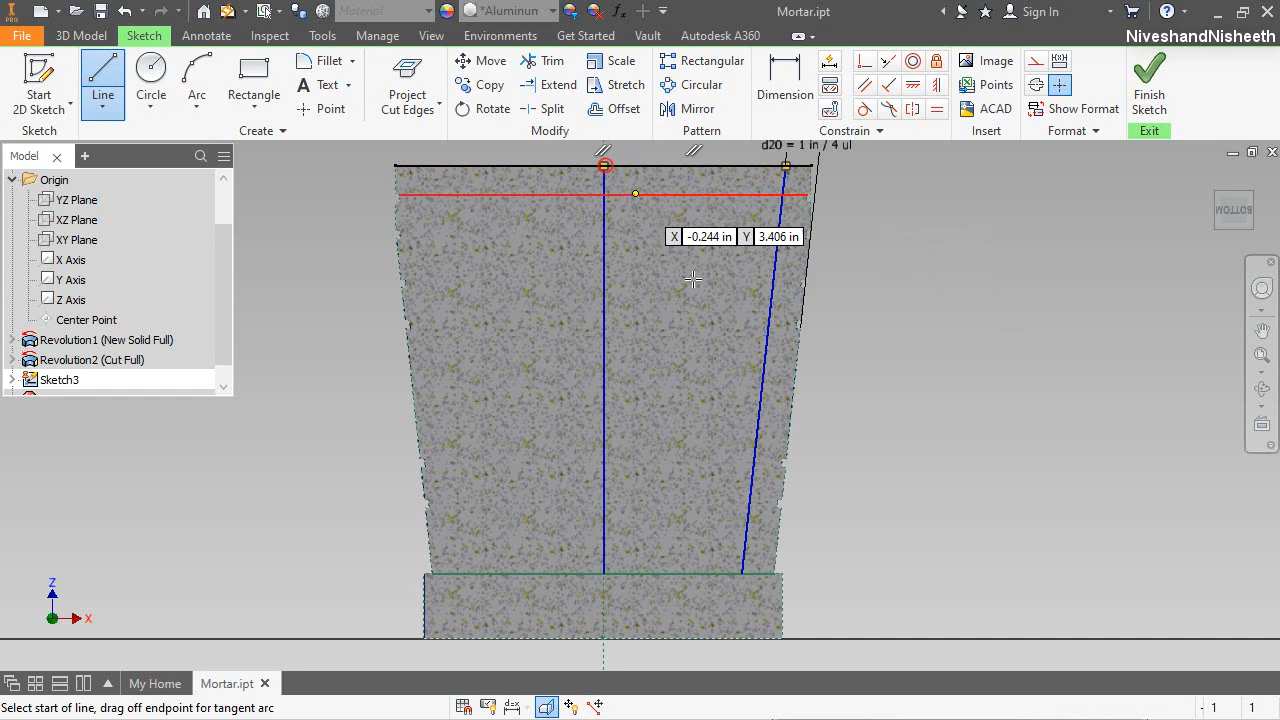 I PRO Material *Aluminum Mortar.ipt Sign In
File 3D Model Sketch Annotate Inspect Tools Manage View Environments Get Started Vault Autodesk A360
NiveshandNisheeth
Start 2D Sketch
Line
Circle
Arc
Rectangle
Fillet
Text
Point
Project Cut Edges
Move Trim Scale
Copy Extend Stretch
Rotate Split Offset
Rectangular
Circular
Mirror
Dimension
Image
Points
ACAD
Show Format
Finish Sketch
Sketch Create Modify Pattern Constrain Insert Format Exit
Model
Origin
YZ Plane
XZ Plane
XY Plane
X Axis
Y Axis
Z Axis
Center Point
Revolution1 (New Solid Full)
Revolution2 (Cut Full)
Sketch3
d20 = 1 in / 4 ul
X -0.244 in Y 3.406 in
BOTTOM
Z
X
My Home Mortar.ipt
Select start of line, drag off endpoint for tangent arc
1 1